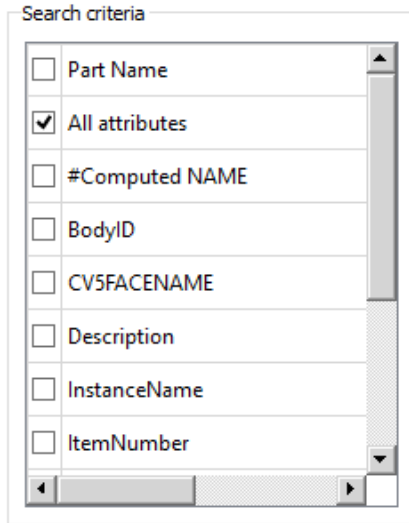 Search criteria
Part Name
All attributes
#Computed NAME
BodyID
CV5FACENAME
Description
InstanceName
ItemNumber